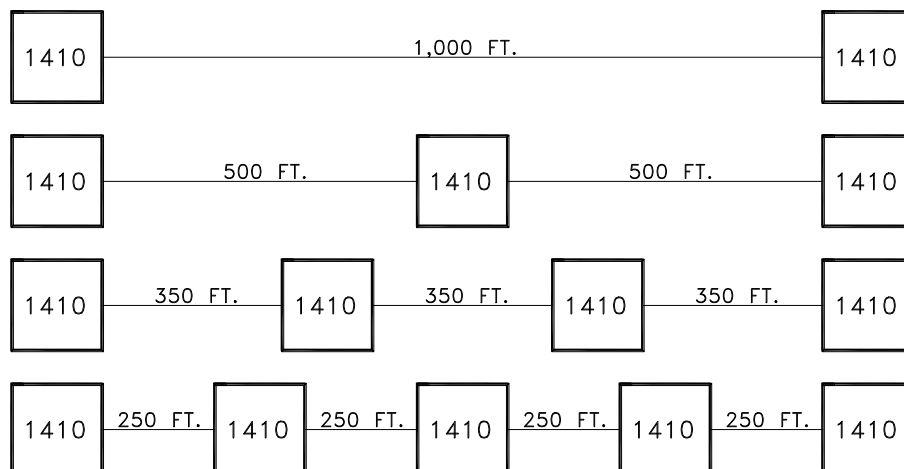 1410 1,000 FT. 1410
1410 500 FT. 1410 500 FT. 1410
1410 350 FT. 1410 350 FT. 1410 350 FT. 1410
1410 250 FT. 1410 250 FT. 1410 250 FT. 1410 250 FT. 1410